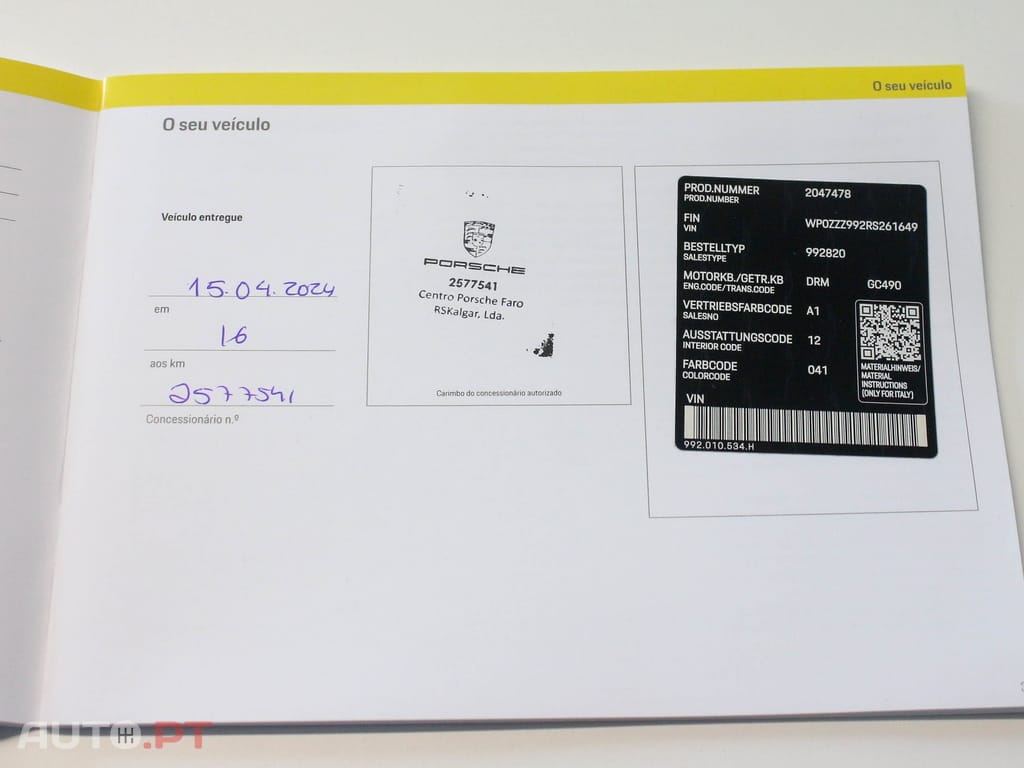 O seu veículo
O seu veículo
Veículo entregue
15.04.2024
em
16
aos km
2577541
Concessionário n.º
PORSCHE
2577541
Centro Porsche Faro
RSKalgar, Lda.
Carimbo do concessionário autorizado
PROD.NUMMER 2047478
PROD.NUMBER
FIN WP0ZZZ992RS261649
VIN
BESTELLTYP 992820
SALESTYPE
MOTORKB./GETR.KB DRM GC490
ENG.CODE/TRANS.CODE
VERTRIEBSFARBCODE A1
SALESNO
AUSSTATTUNGSCODE 12
INTERIOR CODE
FARBCODE 041
COLORCODE
MATERIALHINWEIS/
MATERIAL
INSTRUCTIONS
(ONLY FOR ITALY)
VIN
992.010.534.H
AUTO.PT